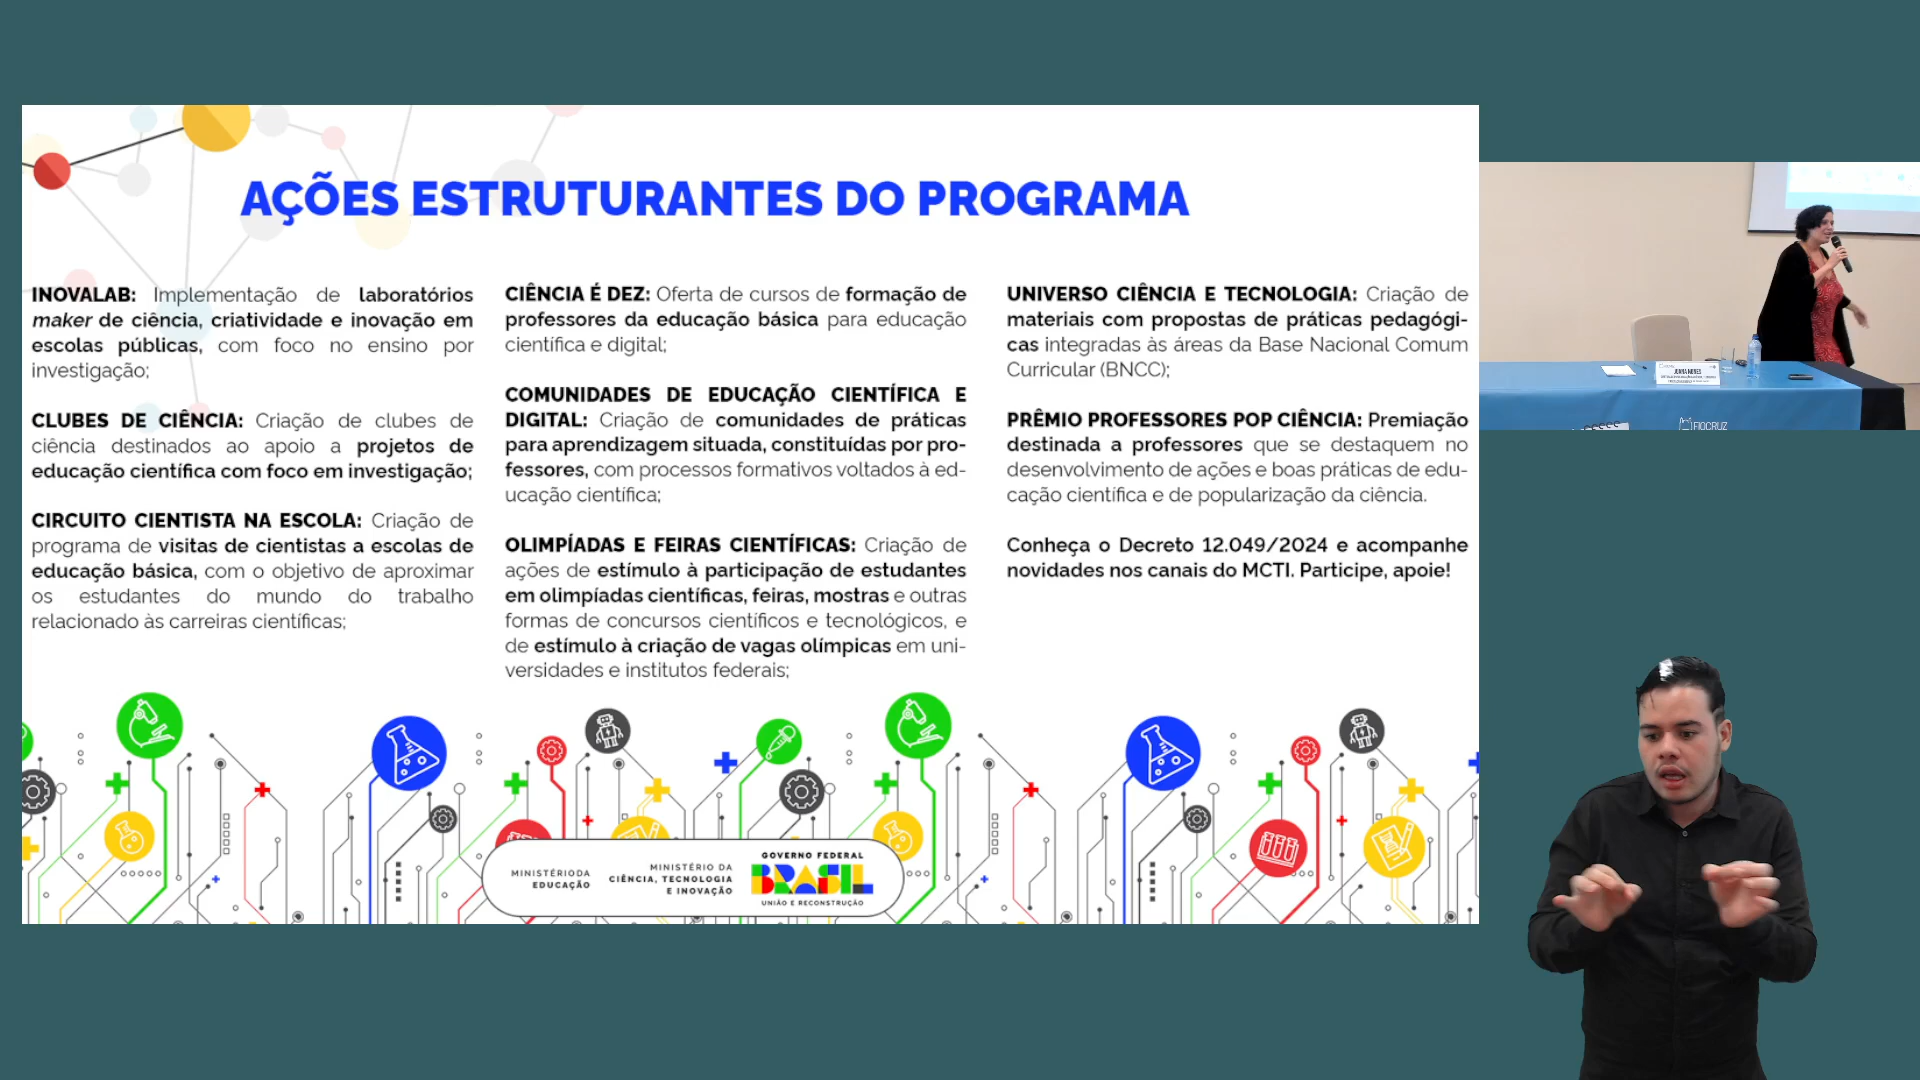 AÇÕES ESTRUTURANTES DO PROGRAMA
INOVALAB: Implementação de laboratórios
maker de ciência, criatividade e inovação em
escolas públicas, com foco no ensino por
investigação;
CLUBES DE CIÊNCIA: Criação de clubes de
ciência destinados ao apoio a projetos de
educação científica com foco em investigação;
CIRCUITO CIENTISTA NA ESCOLA: Criação de
programa de visitas de cientistas a escolas de
educação básica, com o objetivo de aproximar
os estudantes do mundo do trabalho
relacionado às carreiras científicas;
CIÊNCIA É DEZ: Oferta de cursos de formação de
professores da educação básica para educação
científica e digital;
COMUNIDADES DE EDUCAÇÃO CIENTÍFICA E
DIGITAL: Criação de comunidades de práticas
para aprendizagem situada, constituídas por pro-
fessores, com processos formativos voltados à ed-
ucação científica;
OLIMPÍADAS E FEIRAS CIENTÍFICAS: Criação de
ações de estímulo à participação de estudantes
em olimpíadas científicas, feiras, mostras e outras
formas de concursos científicos e tecnológicos, e
de estímulo à criação de vagas olímpicas em uni-
versidades e institutos federais;
UNIVERSO CIÊNCIA E TECNOLOGIA: Criação de
materiais com propostas de práticas pedagógi-
cas integradas às áreas da Base Nacional Comum
Curricular (BNCC);
PRÊMIO PROFESSORES POP CIÊNCIA: Premiação
destinada a professores que se destaquem no
desenvolvimento de ações e boas práticas de edu-
cação científica e de popularização da ciência.
Conheça o Decreto 12.049/2024 e acompanhe
novidades nos canais do MCTI. Participe, apoie!
MINISTÉRIO DA
EDUCAÇÃO
MINISTÉRIO DA
CIÊNCIA, TECNOLOGIA
E INOVAÇÃO
GOVERNO FEDERAL
BRASIL
UNIÃO E RECONSTRUÇÃO
JUANA NUNES
FIOCRUZ